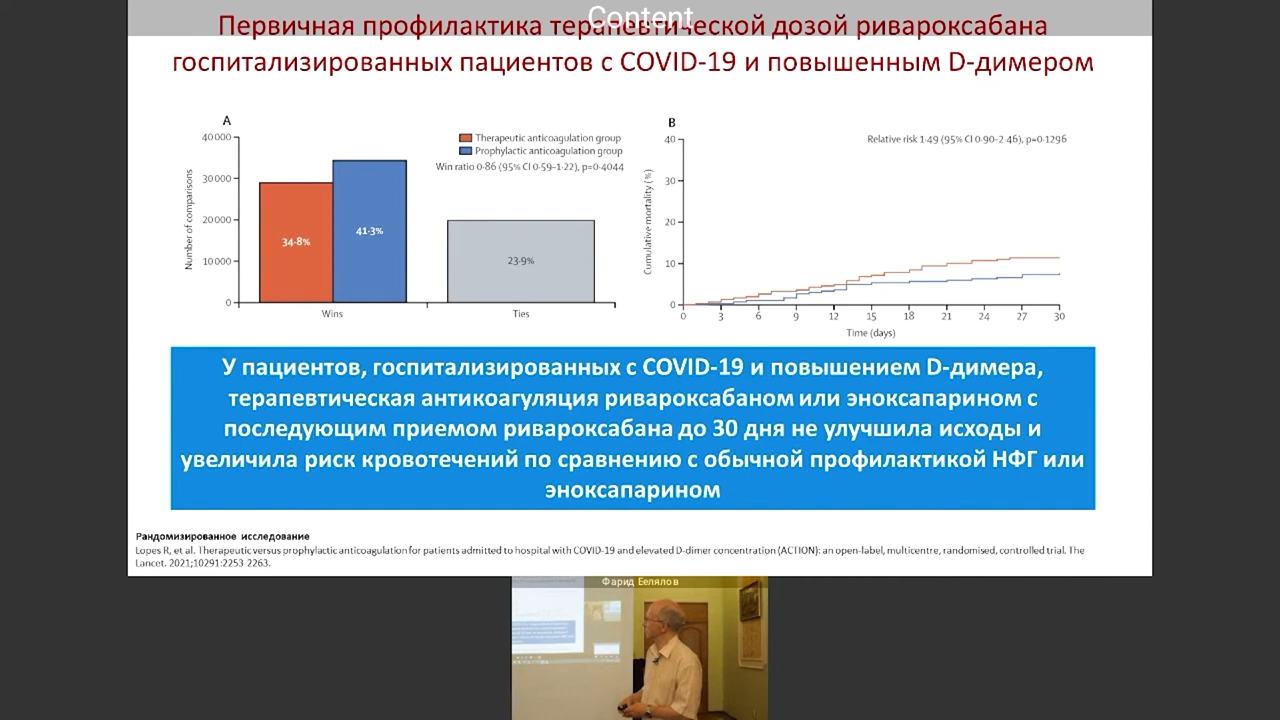 Content
Первичная профилактика терапевтической дозой ривароксабана
госпитализированных пациентов с COVID-19 и повышенным D-димером
A
40 000
30 000
20 000
10 000
0
Number of comparisons
Therapeutic anticoagulation group
Prophylactic anticoagulation group
Win ratio 0·86 (95% CI 0·59–1·22), p=0·4044
34·8%
41·3%
23·9%
Wins
Ties
B
Relative risk 1·49 (95% CI 0·90–2·46), p=0·1296
40
30
20
10
0
Cumulative mortality (%)
0 3 6 9 12 15 18 21 24 27 30
Time (days)
У пациентов, госпитализированных с COVID-19 и повышением D-димера,
терапевтическая антикоагуляция ривароксабаном или эноксапарином с
последующим приемом ривароксабана до 30 дня не улучшила исходы и
увеличила риск кровотечений по сравнению с обычной профилактикой НФГ или
эноксапарином
Рандомизированное исследование
Lopes R, et al. Therapeutic versus prophylactic anticoagulation for patients admitted to hospital with COVID-19 and elevated D-dimer concentration (ACTION): an open-label, multicentre, randomised, controlled trial. The
Lancet. 2021;10291:2253-2263.
Фарид Белялов